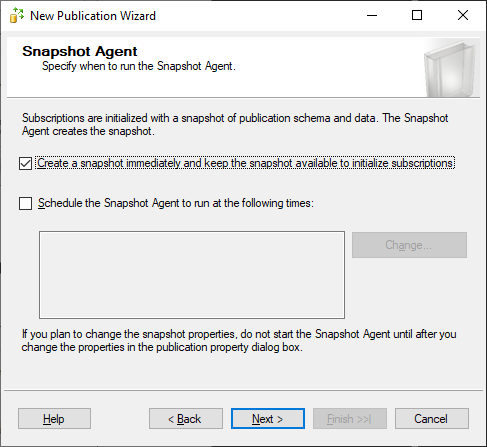 New Publication Wizard
Snapshot Agent
Specify when to run the Snapshot Agent.
Subscriptions are initialized with a snapshot of publication schema and data. The Snapshot
Agent creates the snapshot.
Create a snapshot immediately and keep the snapshot available to initialize subscriptions
Schedule the Snapshot Agent to run at the following times:
Change...
If you plan to change the snapshot properties, do not start the Snapshot Agent until after you
change the properties in the publication property dialog box.
Help
< Back
Next >
Finish >>|
Cancel